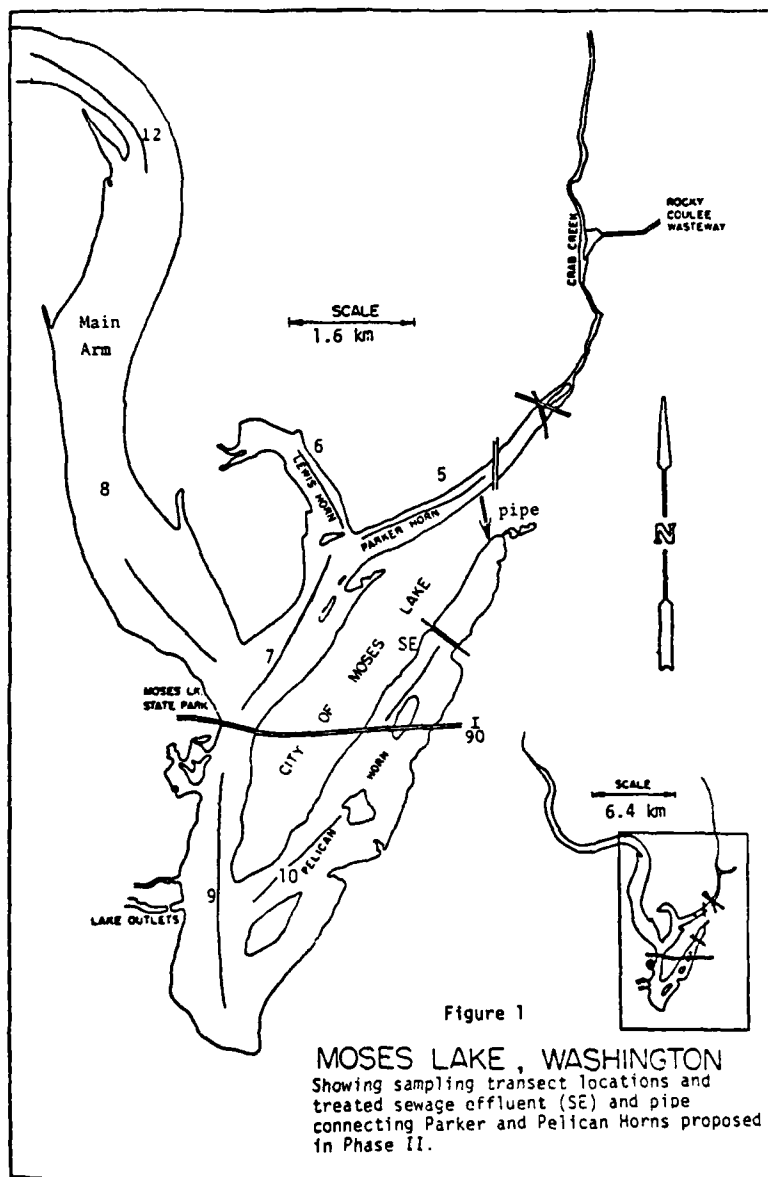 12
ROCKY
COULEE
WASTEWAY
CRAB CREEK
SCALE
1.6 km
Main
Arm
6
LEWIS HORN
5
PARKER HORN
8
pipe
N
CITY OF MOSES LAKE
SE
7
MOSES LK.
STATE PARK
I
90
SCALE
6.4 km
PELICAN HORN
10
9
LAKE OUTLETS
Figure 1
MOSES LAKE, WASHINGTON
Showing sampling transect locations and
treated sewage effluent (SE) and pipe
connecting Parker and Pelican Horns proposed
in Phase II.